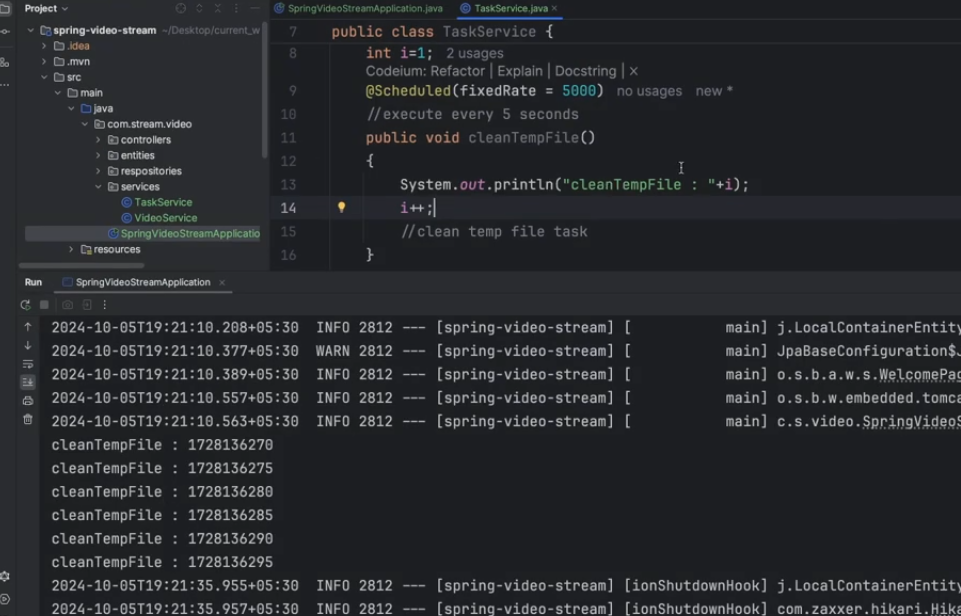 Project
SpringVideoStreamApplication.java
TaskService.java
spring-video-stream ~/Desktop/current_w
.idea
.mvn
src
main
java
com.stream.video
controllers
entities
respositories
services
TaskService
VideoService
SpringVideoStreamApplicatio
resources
7 public class TaskService {
8 int i=1; 2 usages
Codeium: Refactor | Explain | Docstring | ×
9 @Scheduled(fixedRate = 5000) no usages new *
10 //execute every 5 seconds
11 public void cleanTempFile()
12 {
13 System.out.println("cleanTempFile : "+i);
14 i++;
15 //clean temp file task
16 }
Run SpringVideoStreamApplication
2024-10-05T19:21:10.208+05:30 INFO 2812 --- [spring-video-stream] [ main] j.LocalContainerEntity
2024-10-05T19:21:10.377+05:30 WARN 2812 --- [spring-video-stream] [ main] JpaBaseConfiguration$J
2024-10-05T19:21:10.389+05:30 INFO 2812 --- [spring-video-stream] [ main] o.s.b.a.w.s.WelcomePag
2024-10-05T19:21:10.557+05:30 INFO 2812 --- [spring-video-stream] [ main] o.s.b.w.embedded.tomca
2024-10-05T19:21:10.563+05:30 INFO 2812 --- [spring-video-stream] [ main] c.s.video.SpringVideoS
cleanTempFile : 1728136270
cleanTempFile : 1728136275
cleanTempFile : 1728136280
cleanTempFile : 1728136285
cleanTempFile : 1728136290
cleanTempFile : 1728136295
2024-10-05T19:21:35.955+05:30 INFO 2812 --- [spring-video-stream] [ionShutdownHook] j.LocalContainerEntity
2024-10-05T19:21:35.957+05:30 INFO 2812 --- [spring-video-stream] [ionShutdownHook] com.zaxxer.hikari.Hika